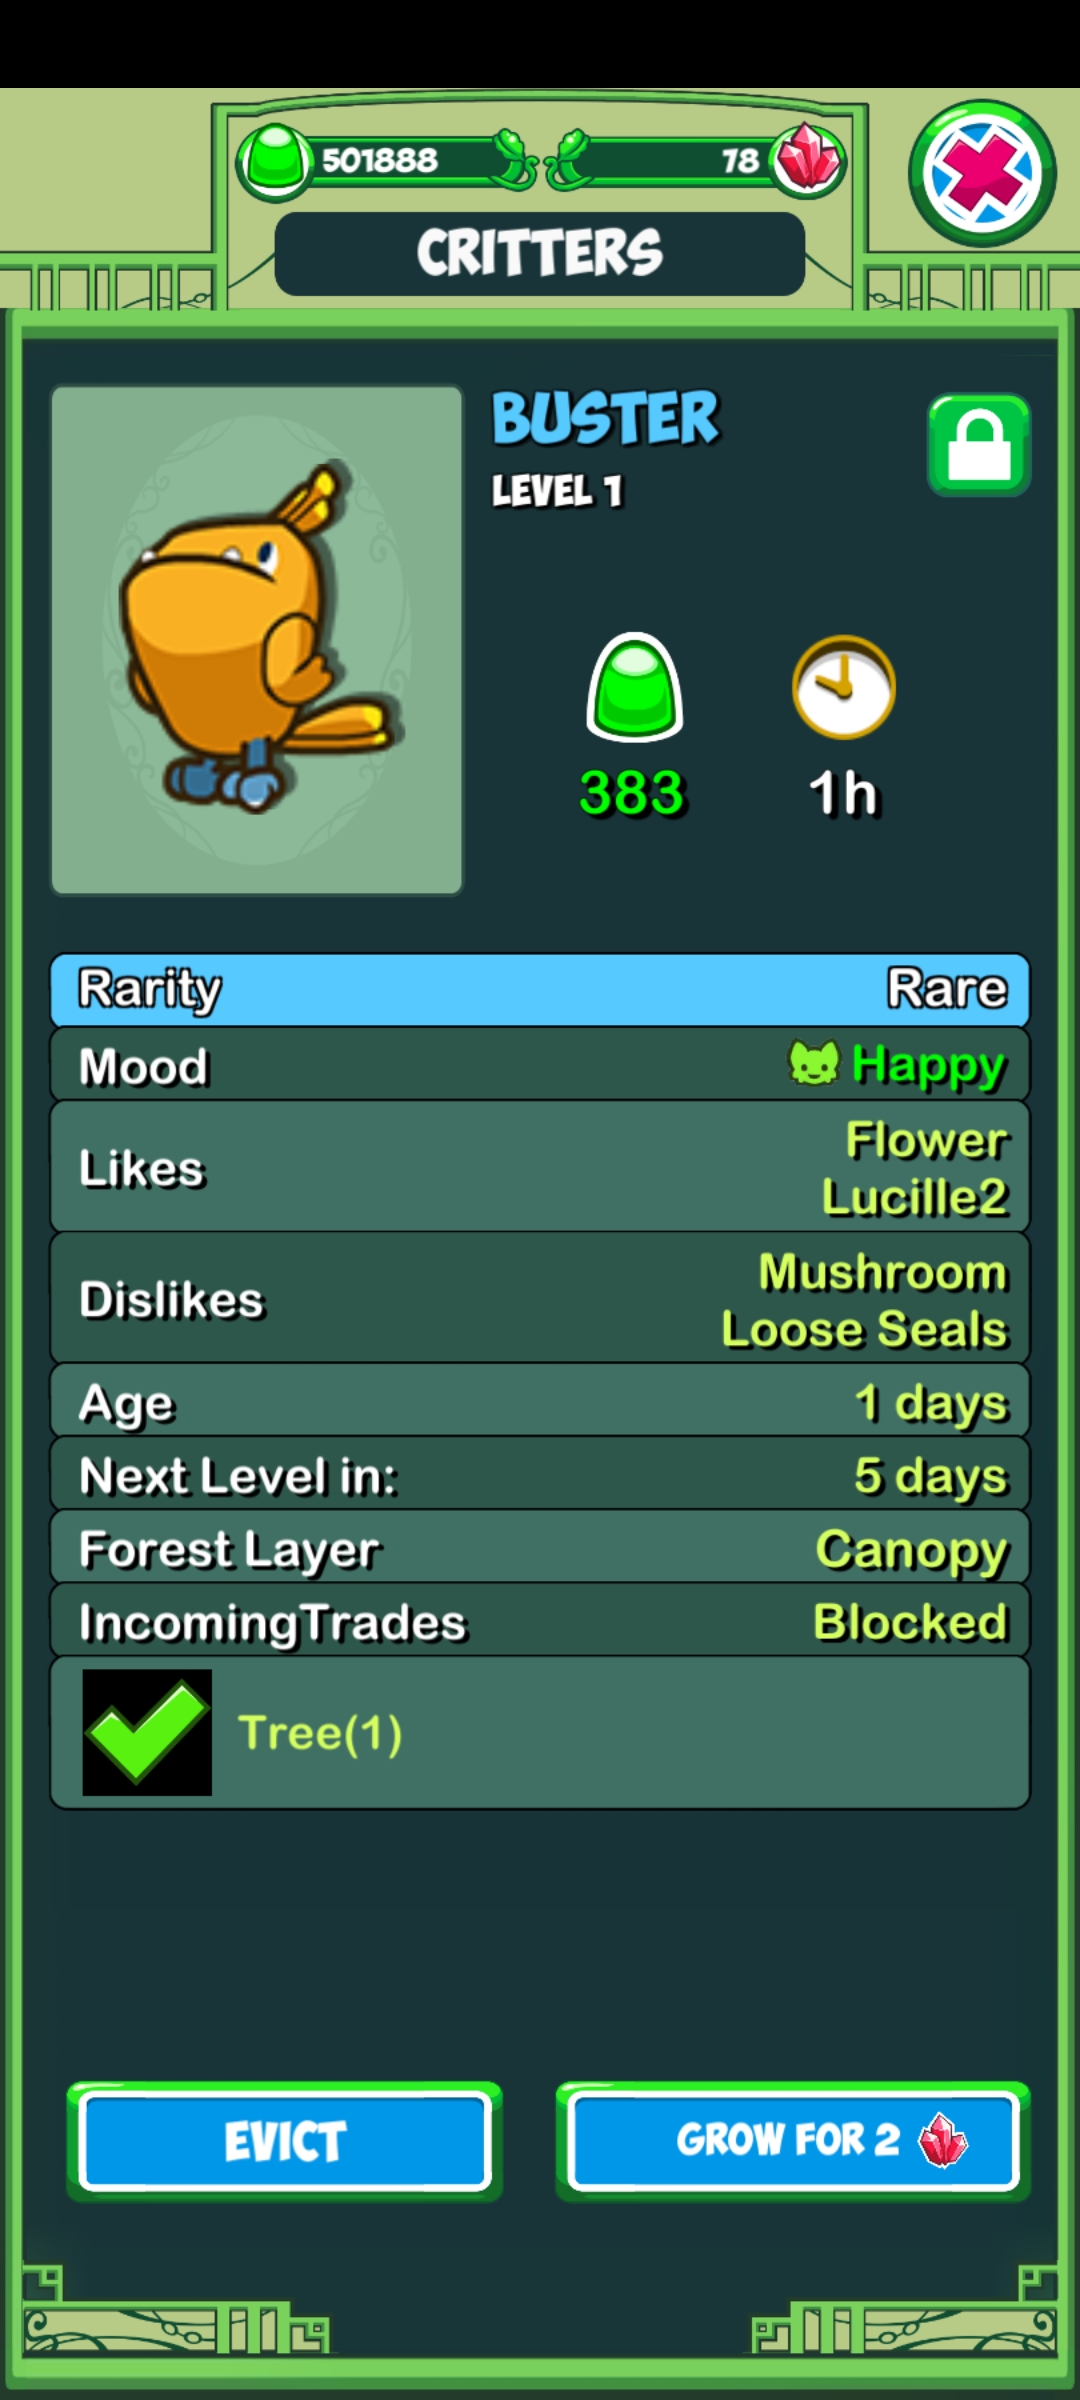 501888
78
CRITTERS
BUSTER
LEVEL 1
383
1h
Rarity Rare
Mood Happy
Likes Flower
Lucille2
Dislikes Mushroom
Loose Seals
Age 1 days
Next Level in: 5 days
Forest Layer Canopy
IncomingTrades Blocked
Tree(1)
EVICT
GROW FOR 2